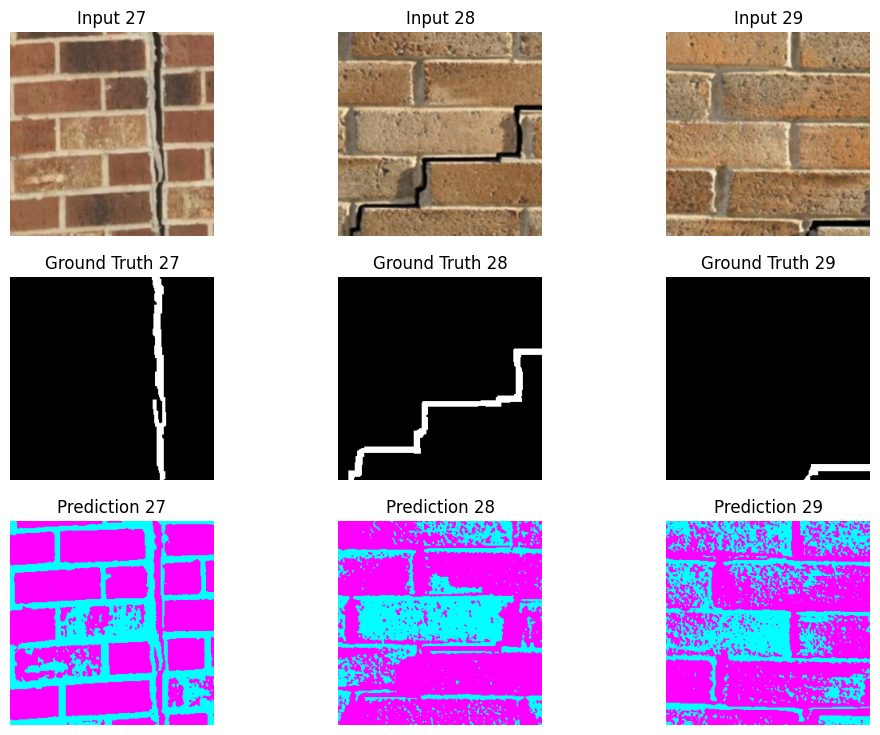 Input 27
Input 28
Input 29
Ground Truth 27
Ground Truth 28
Ground Truth 29
Prediction 27
Prediction 28
Prediction 29